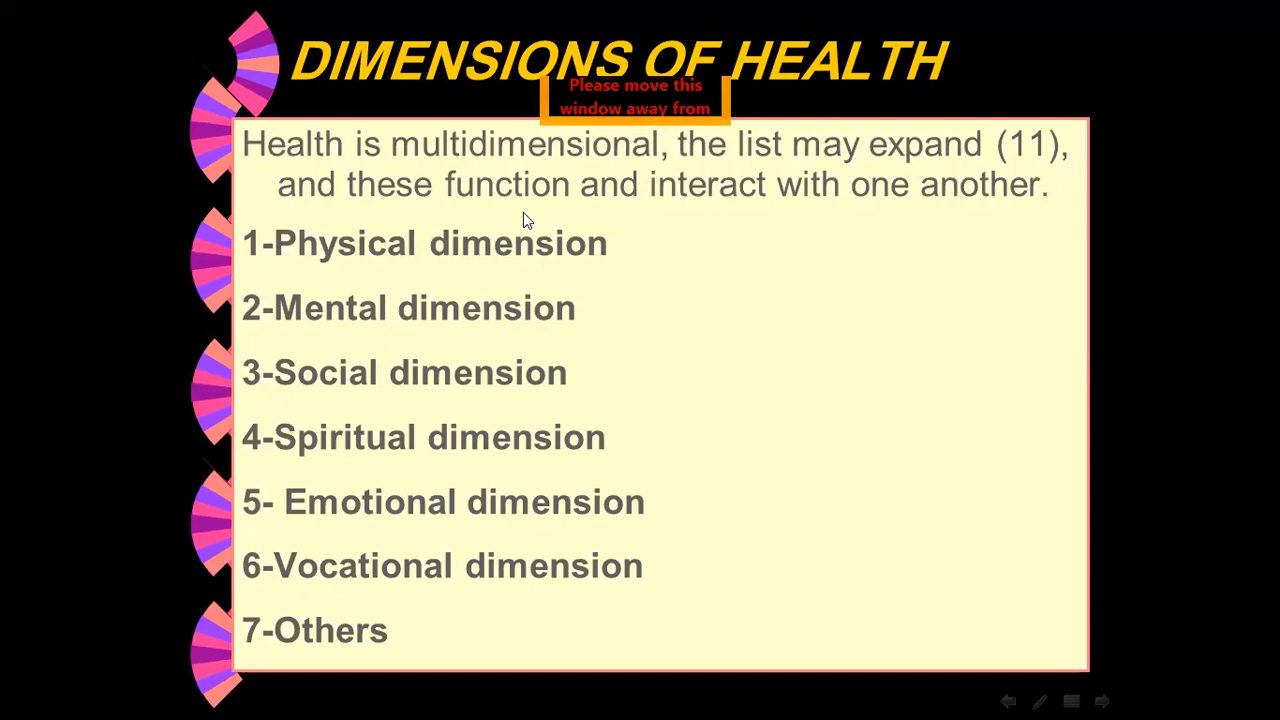 DIMENSIONS OF HEALTH
Please move this
window away from
Health is multidimensional, the list may expand (11),
and these function and interact with one another.
1-Physical dimension
2-Mental dimension
3-Social dimension
4-Spiritual dimension
5- Emotional dimension
6-Vocational dimension
7-Others